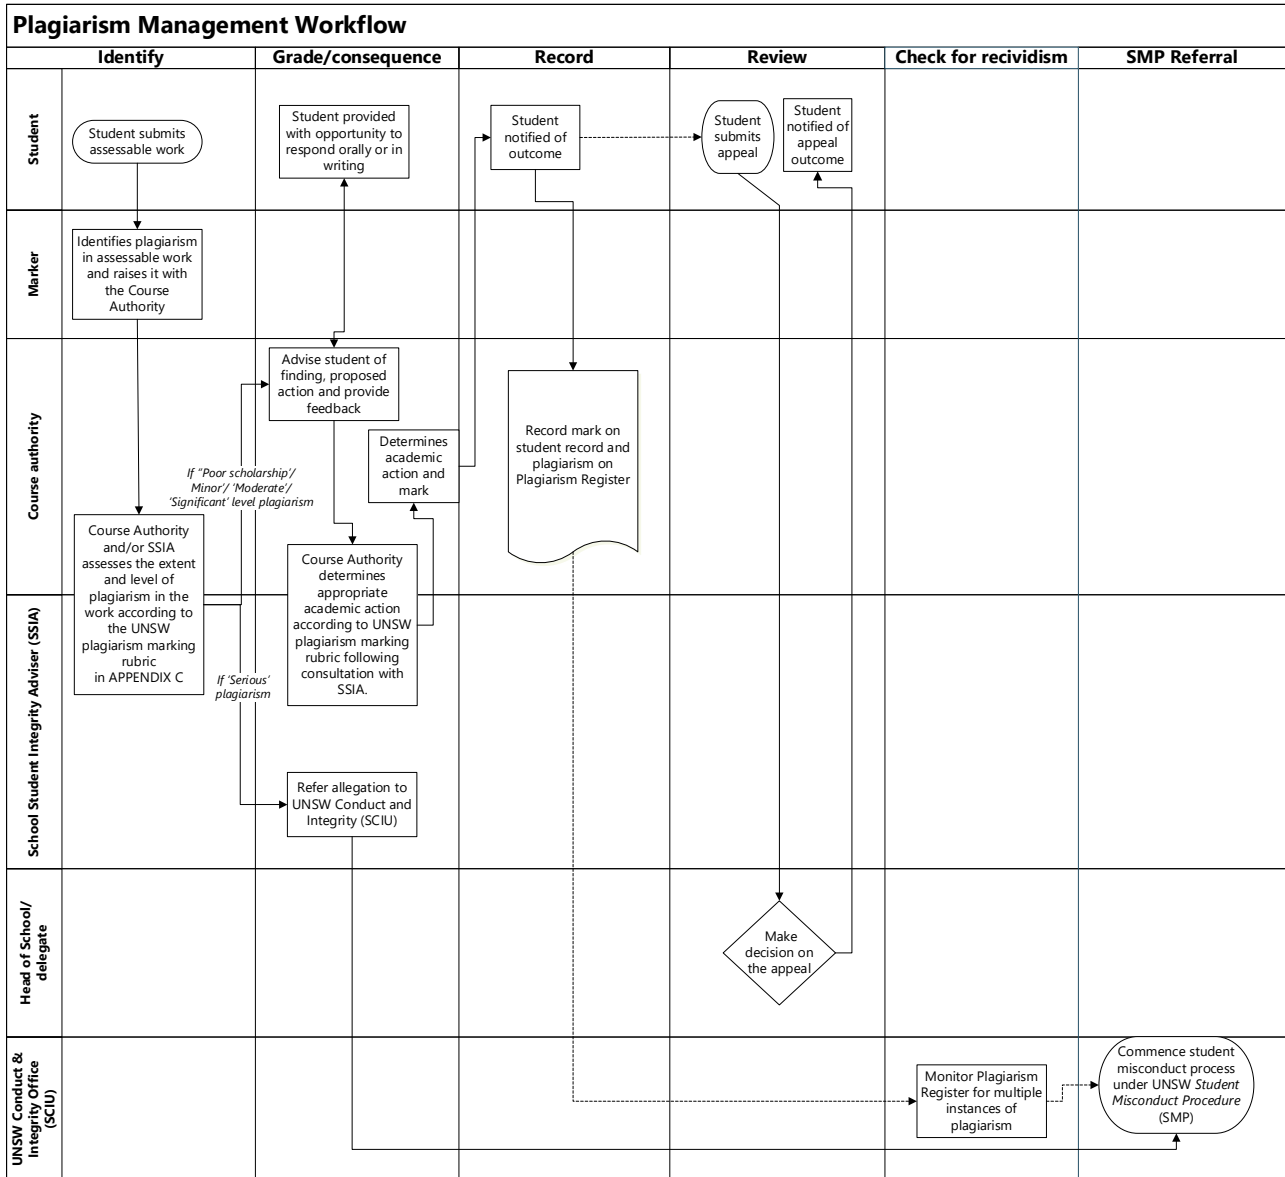 Plagiarism Management Workflow
Identify
Grade/consequence
Record
Review
Check for recividism
SMP Referral
Student
Student submits
assessable work
Student provided
with opportunity to
respond orally or in
writing
Student
notified of
outcome
Student
submits
appeal
Student
notified of
appeal
outcome
Marker
Identifies plagiarism
in assessable work
and raises it with
the Course
Authority
Course authority
Advise student of
finding, proposed
action and provide
feedback
Determines
academic
action and
mark
Record mark on
student record and
plagiarism on
Plagiarism Register
If "Poor scholarship'/
Minor'/ 'Moderate'/
'Significant' level plagiarism
Course Authority
and/or SSIA
assesses the extent
and level of
plagiarism in the
work according to
the UNSW
plagiarism marking
rubric
in APPENDIX C
Course Authority
determines
appropriate
academic action
according to UNSW
plagiarism marking
rubric following
consultation with
SSIA.
School Student Integrity Adviser (SSIA)
If 'Serious'
plagiarism
Refer allegation to
UNSW Conduct and
Integrity (SCIU)
Head of School/
delegate
Make
decision on
the appeal
UNSW Conduct &
Integrity Office
(SCIU)
Monitor Plagiarism
Register for multiple
instances of
plagiarism
Commence student
misconduct process
under UNSW Student
Misconduct Procedure
(SMP)